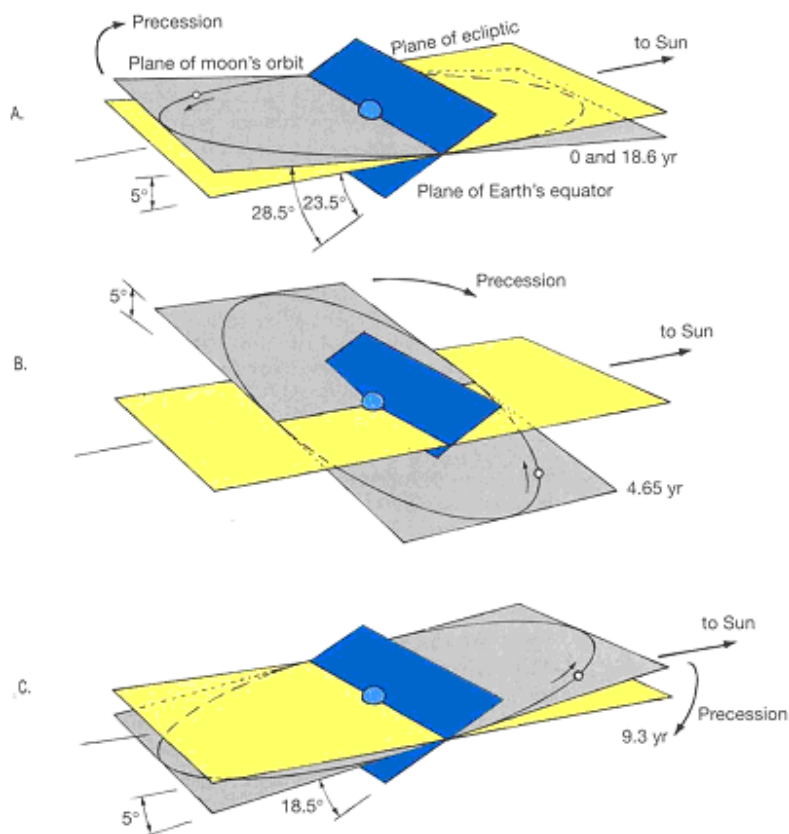 Precession
Plane of ecliptic
to Sun
Plane of moon's orbit
A.
0 and 18.6 yr
5°
28.5°
23.5°
Plane of Earth's equator
5°
Precession
to Sun
B.
4.65 yr
to Sun
C.
Precession
9.3 yr
18.5°
5°